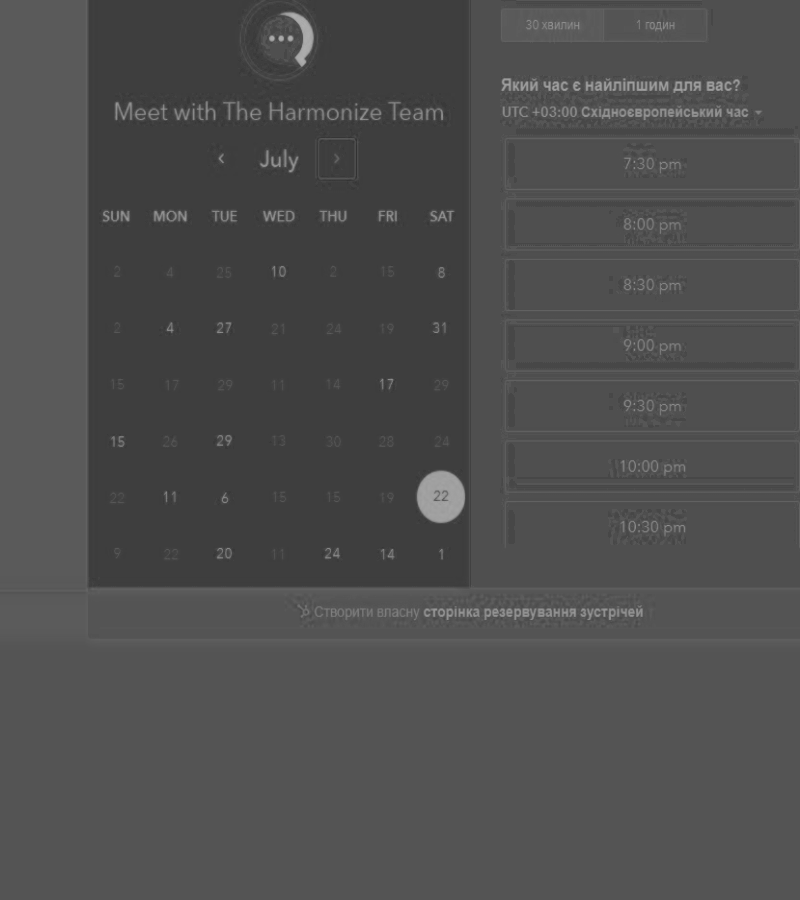 Meet with The Harmonize Team
July
SUN MON TUE WED THU FRI SAT
2 4 25 10 2 15 8
2 4 27 21 24 19 31
15 17 29 11 14 17 29
15 26 29 13 30 28 24
22 11 6 15 15 19 22
9 22 20 11 24 14 1
30 хвилин 1 годин
Який час є найліпшим для вас?
UTC +03:00 Східноєвропейський час
7:30 pm
8:00 pm
8:30 pm
9:00 pm
9:30 pm
10:00 pm
10:30 pm
Створити власну сторінка резервування зустрічей